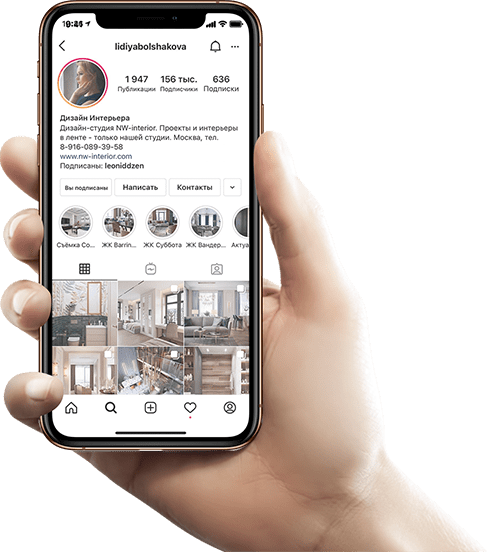 lidiyabolshakova
1 947 156 тыс. 636
Публикации Подписчики Подписки
Дизайн Интерьера
Дизайн-студия NW-interior. Проекты и интерьеры
в ленте - только нашей студии. Москва, тел.
8-916-089-39-58
www.nw-interior.com
Подписаны: leoniddzen
Вы подписаны Написать Контакты
Съёмка Со... ЖК Barrin... ЖК Суббота ЖК Вандер... Актуа